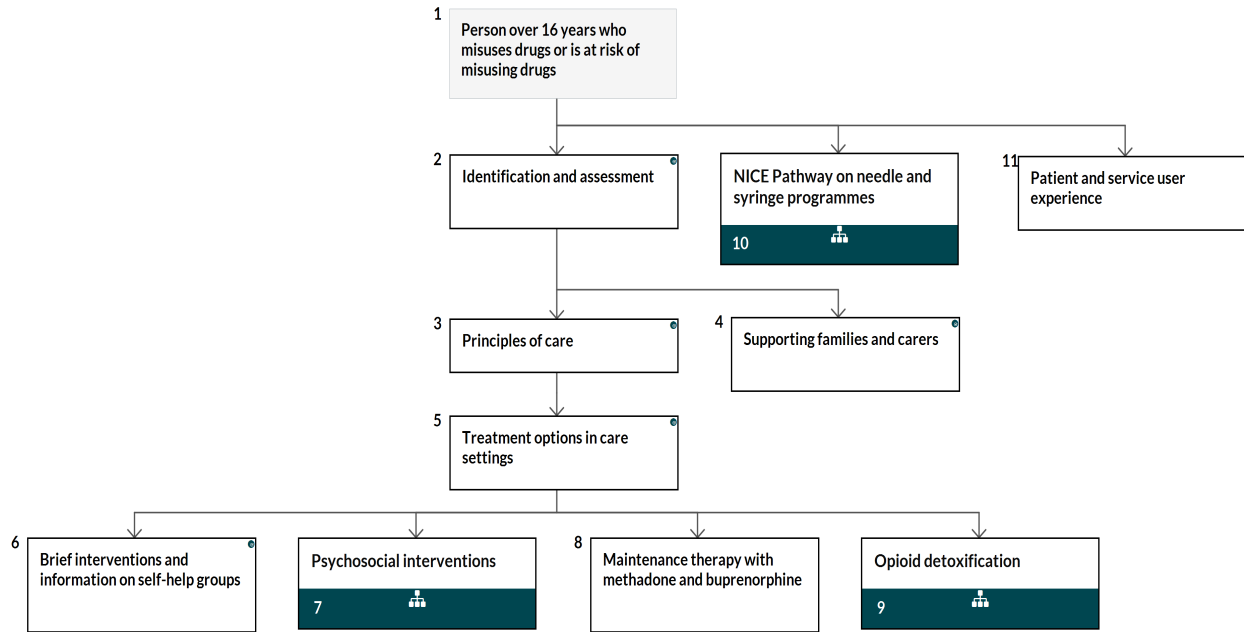 1
Person over 16 years who
misuses drugs or is at risk of
misusing drugs
2
Identification and assessment
NICE Pathway on needle and
syringe programmes
10
11
Patient and service user
experience
3
Principles of care
4
Supporting families and carers
5
Treatment options in care
settings
6
Brief interventions and
information on self-help groups
Psychosocial interventions
7
8
Maintenance therapy with
methadone and buprenorphine
Opioid detoxification
9